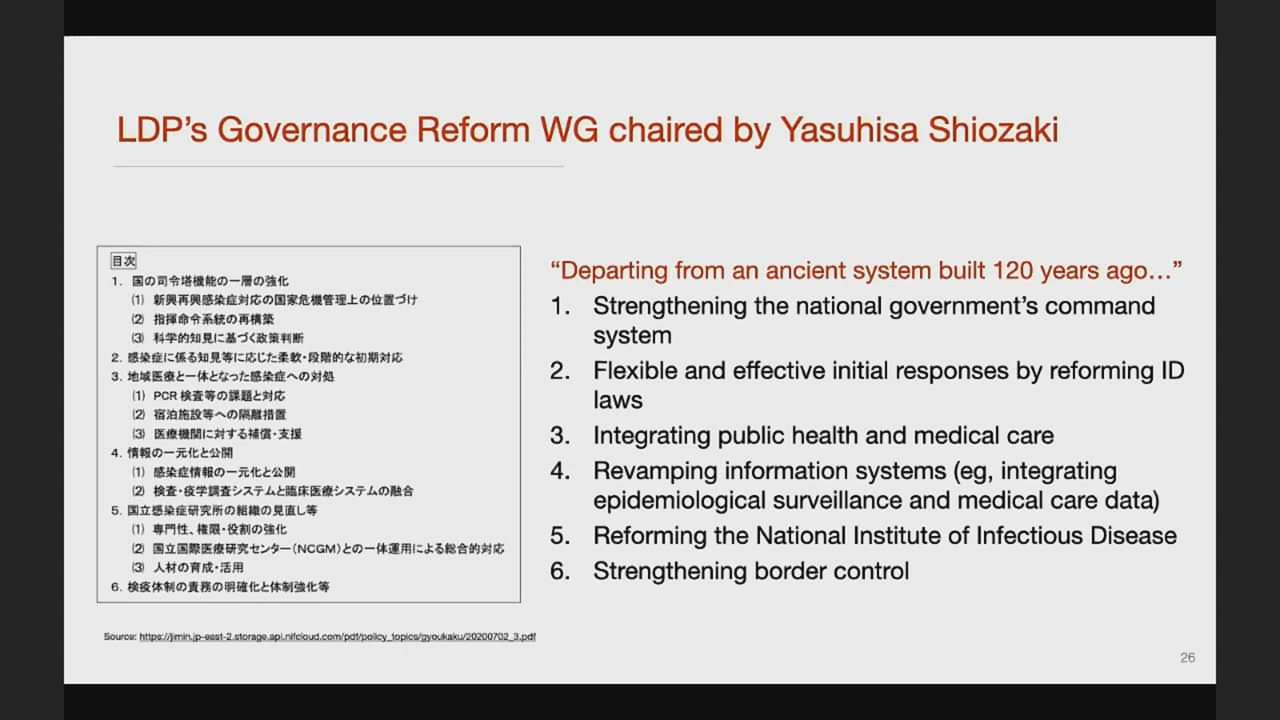 LDP's Governance Reform WG chaired by Yasuhisa Shiozaki
目次
1. 国の司令塔機能の一層の強化
(1) 新興再興感染症対応の国家危機管理上の位置づけ
(2) 指揮命令系統の再構築
(3) 科学的知見に基づく政策判断
2. 感染症に係る知見等に応じた柔軟・段階的な初期対応
3. 地域医療と一体となった感染症への対処
(1) PCR 検査等の課題と対応
(2) 宿泊施設等への隔離措置
(3) 医療機関に対する補償・支援
4. 情報の一元化と公開
(1) 感染症情報の一元化と公開
(2) 検査・疫学調査システムと臨床医療システムの融合
5. 国立感染症研究所の組織の見直し等
(1) 専門性、権限・役割の強化
(2) 国立国際医療研究センター(NCGM)との一体運用による総合的対応
(3) 人材の育成・活用
6. 検疫体制の責務の明確化と体制強化等
“Departing from an ancient system built 120 years ago…”
1. Strengthening the national government's command
system
2. Flexible and effective initial responses by reforming ID
laws
3. Integrating public health and medical care
4. Revamping information systems (eg, integrating
epidemiological surveillance and medical care data)
5. Reforming the National Institute of Infectious Disease
6. Strengthening border control
Source: https://jimin.jp-east-2.storage.api.nifcloud.com/pdf/policy_topics/gyoukaku/20200702_3.pdf
26